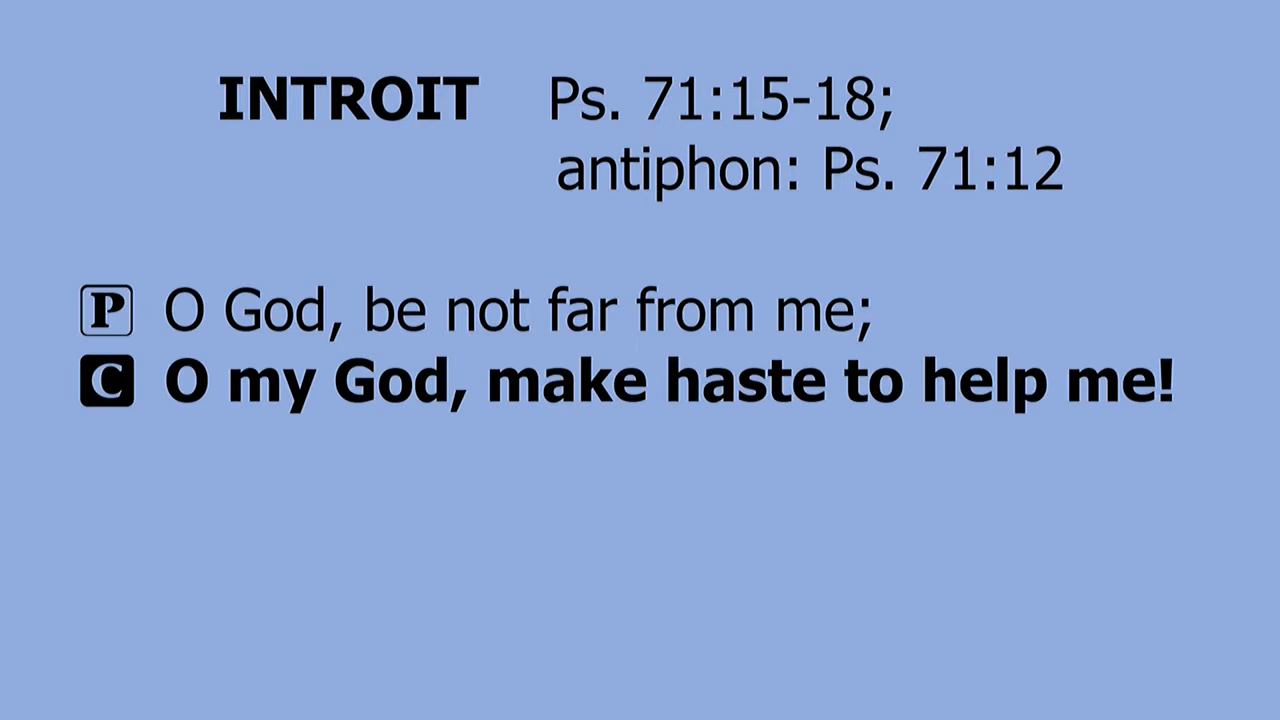 INTROIT Ps. 71:15-18;
antiphon: Ps. 71:12
P O God, be not far from me;
C O my God, make haste to help me!